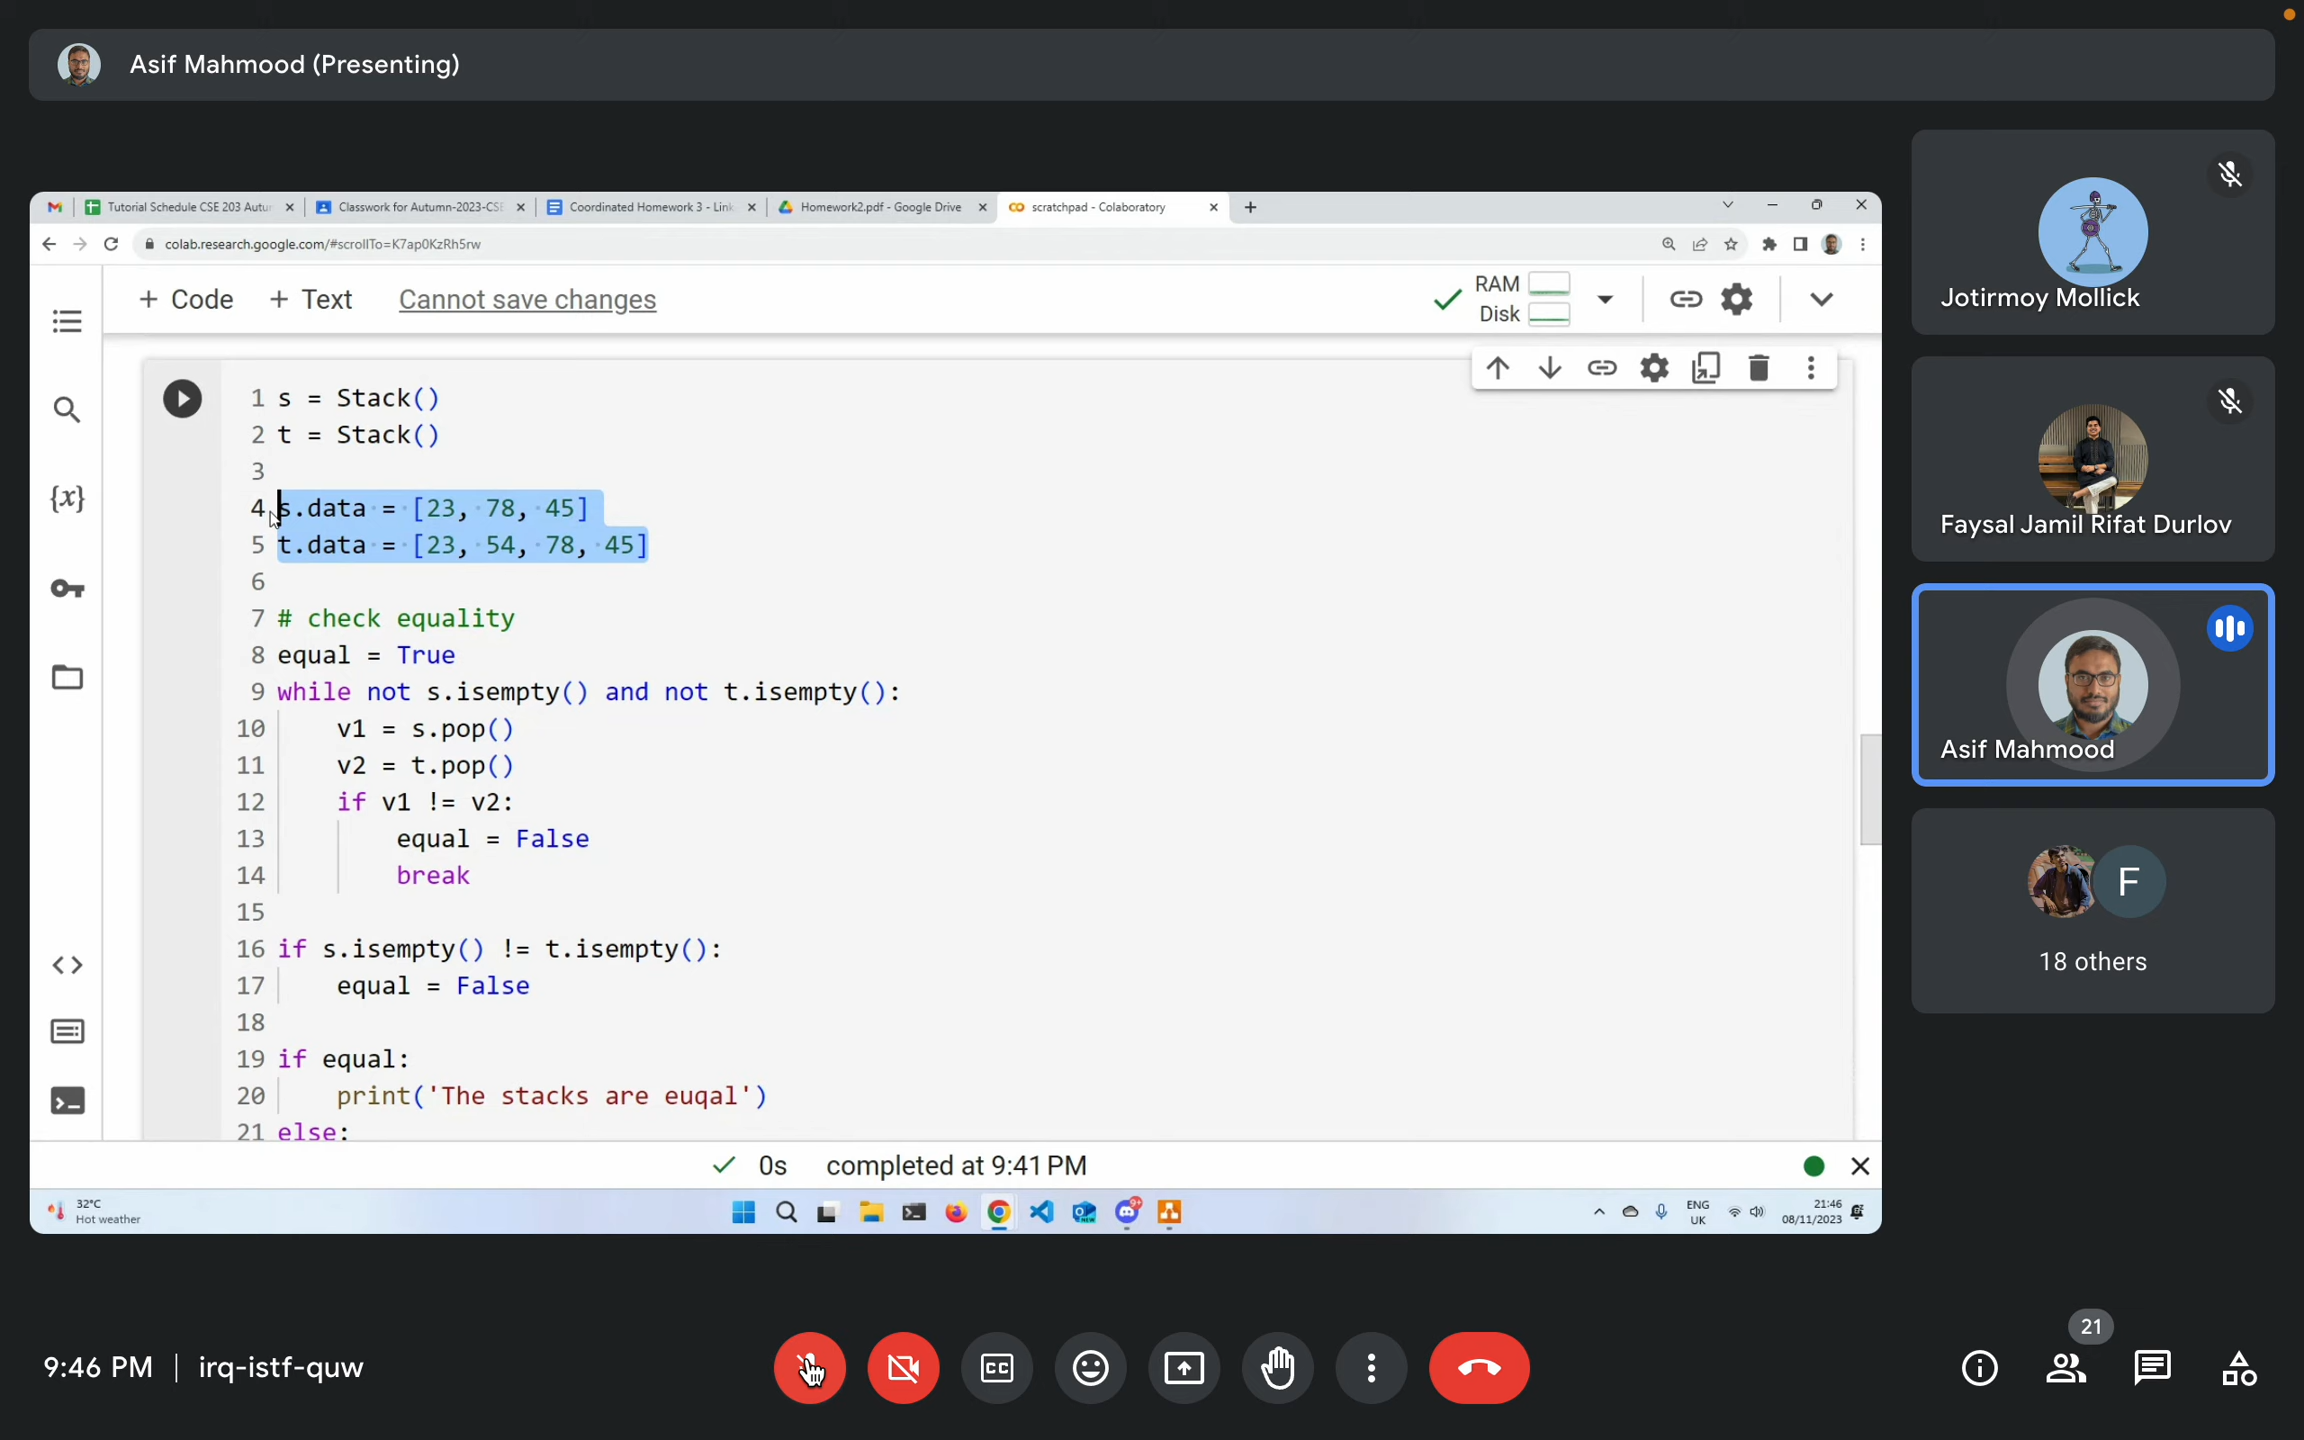 Asif Mahmood (Presenting)
Tutorial Schedule CSE 203 Autur
Classwork for Autumn-2023-CSE
Coordinated Homework 3 - Link
Homework2.pdf - Google Drive
scratchpad - Colaboratory
colab.research.google.com/#scrollTo=K7ap0KzRh5rw
+ Code + Text Cannot save changes
RAM
Disk
1 s = Stack()
2 t = Stack()
3
4 s.data = [23, 78, 45]
5 t.data = [23, 54, 78, 45]
6
7 # check equality
8 equal = True
9 while not s.isempty() and not t.isempty():
10 v1 = s.pop()
11 v2 = t.pop()
12 if v1 != v2:
13 equal = False
14 break
15
16 if s.isempty() != t.isempty():
17 equal = False
18
19 if equal:
20 print('The stacks are euqal')
21 else:
{x}
0s completed at 9:41 PM
32°C
Hot weather
ENG
UK
21:46
08/11/2023
Jotirmoy Mollick
Faysal Jamil Rifat Durlov
Asif Mahmood
F
18 others
9:46 PM | irq-istf-quw
CC
21